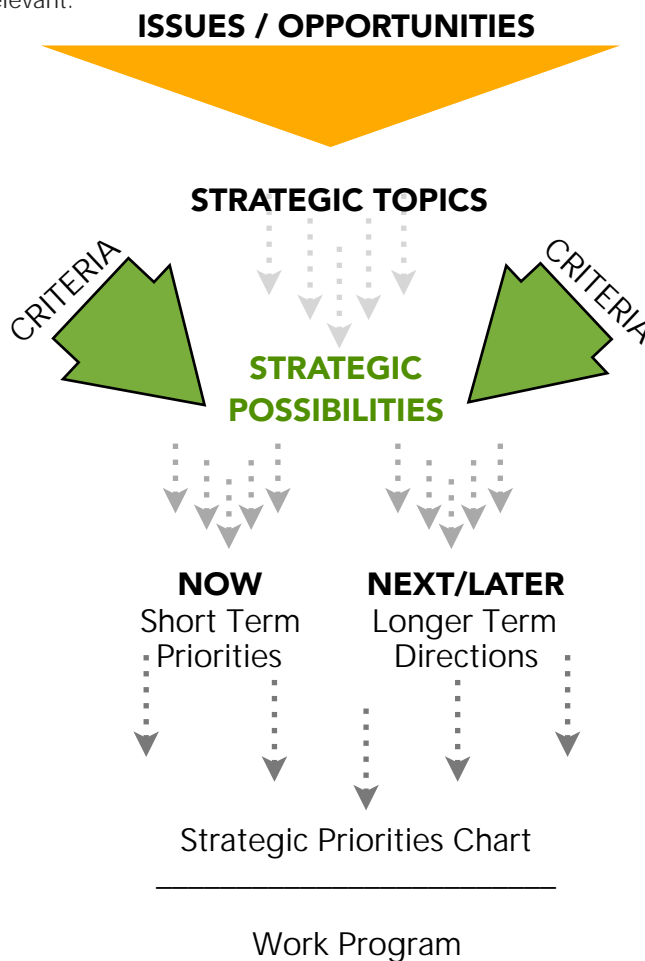 ISSUES / OPPORTUNITIES
STRATEGIC TOPICS
CRITERIA
CRITERIA
STRATEGIC
POSSIBILITIES
NOW
Short Term
Priorities
NEXT/LATER
Longer Term
Directions
Strategic Priorities Chart
Work Program